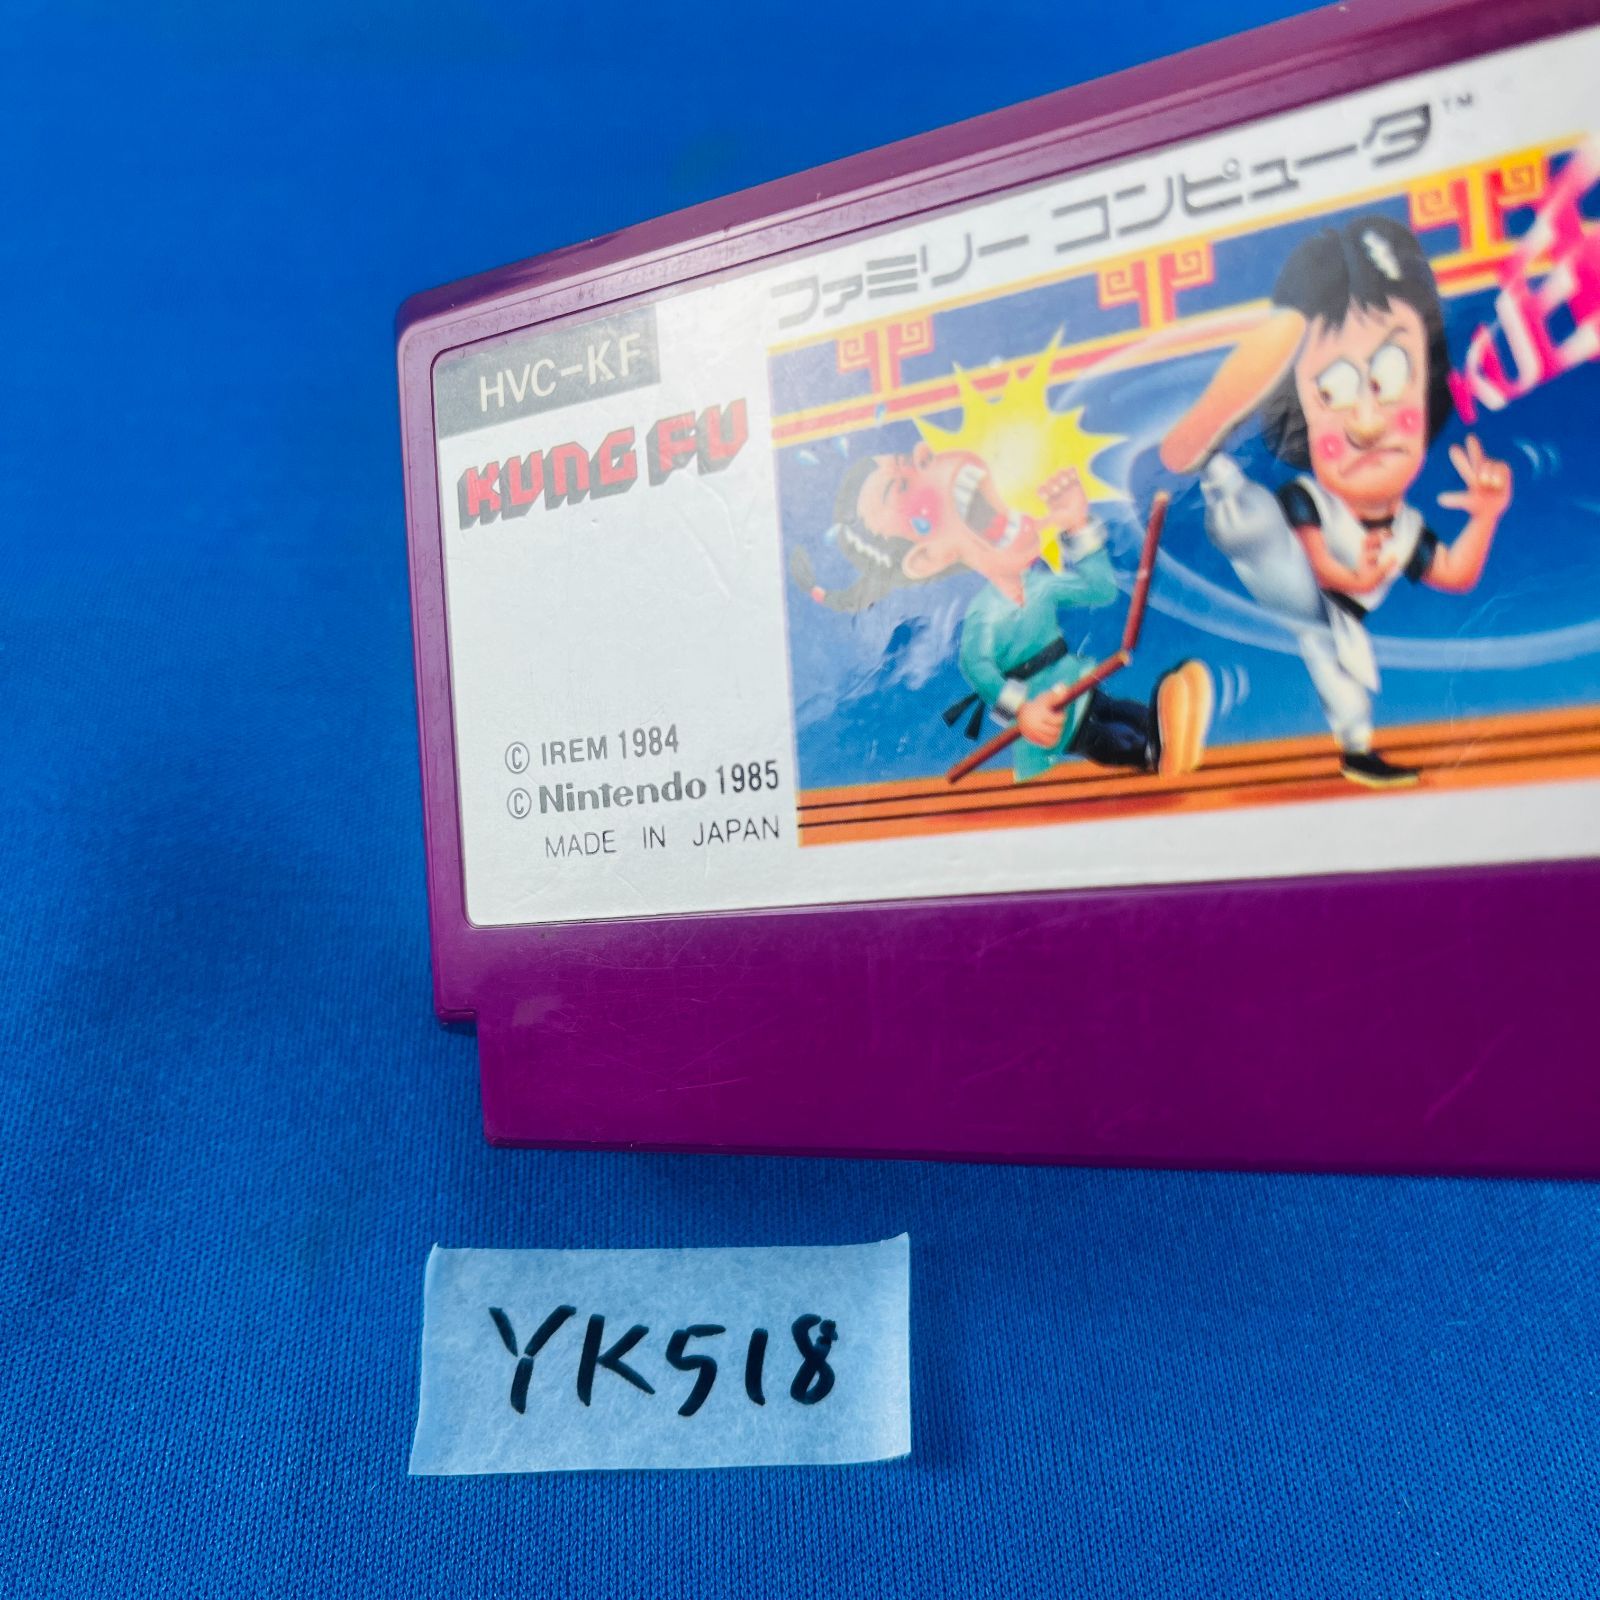 ファミリー コンピュータ™
HVC-KF
KUNG FU
© IREM 1984
© Nintendo 1985
MADE IN JAPAN
YK518